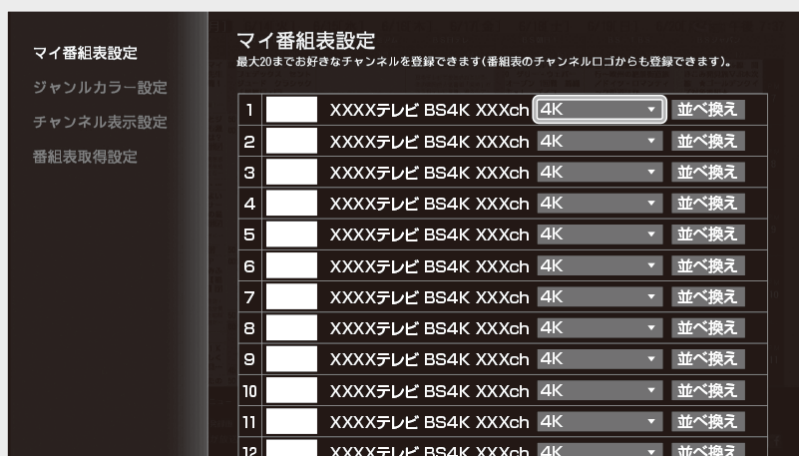 マイ番組表設定
ジャンルカラー設定
チャンネル表示設定
番組表取得設定
マイ番組表設定
最大20までお好きなチャンネルを登録できます(番組表のチャンネルロゴからも登録できます)。
1 XXXXテレビ BS4K XXXch 4K 並べ換え
2 XXXXテレビ BS4K XXXch 4K 並べ換え
3 XXXXテレビ BS4K XXXch 4K 並べ換え
4 XXXXテレビ BS4K XXXch 4K 並べ換え
5 XXXXテレビ BS4K XXXch 4K 並べ換え
6 XXXXテレビ BS4K XXXch 4K 並べ換え
7 XXXXテレビ BS4K XXXch 4K 並べ換え
8 XXXXテレビ BS4K XXXch 4K 並べ換え
9 XXXXテレビ BS4K XXXch 4K 並べ換え
10 XXXXテレビ BS4K XXXch 4K 並べ換え
11 XXXXテレビ BS4K XXXch 4K 並べ換え
12 XXXXテレビ BS4K XXXch 4K 並べ換え